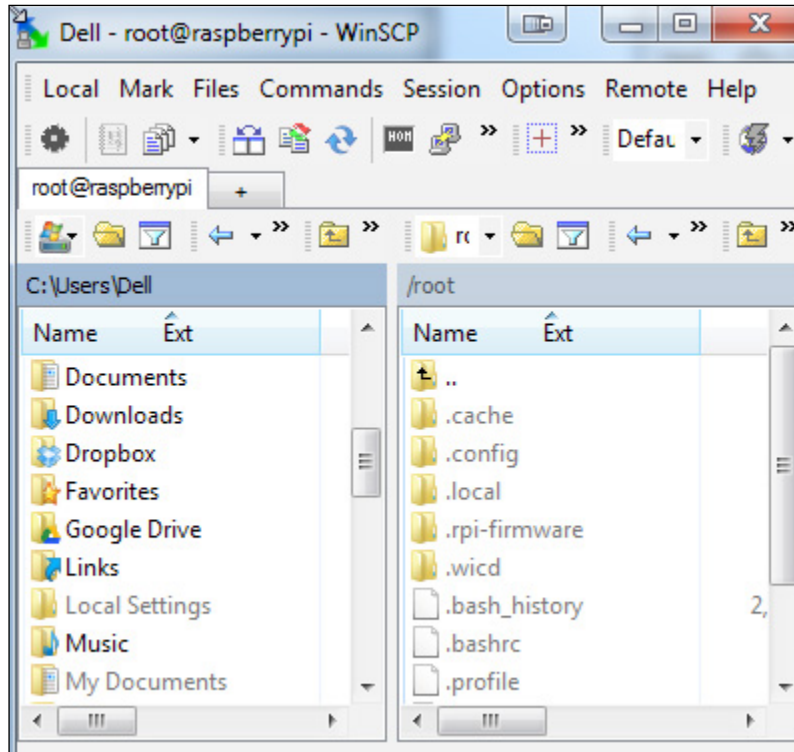 Dell - root@raspberrypi - WinSCP
Local Mark Files Commands Session Options Remote Help
HOM » » Defau
root@raspberrypi +
» » rc » »
C:\Users\Dell
/root
Name Ext
Documents
Downloads
Dropbox
Favorites
Google Drive
Links
Local Settings
Music
My Documents
Name Ext
..
.cache
.config
.local
.rpi-firmware
.wicd
.bash_history 2,
.bashrc
.profile